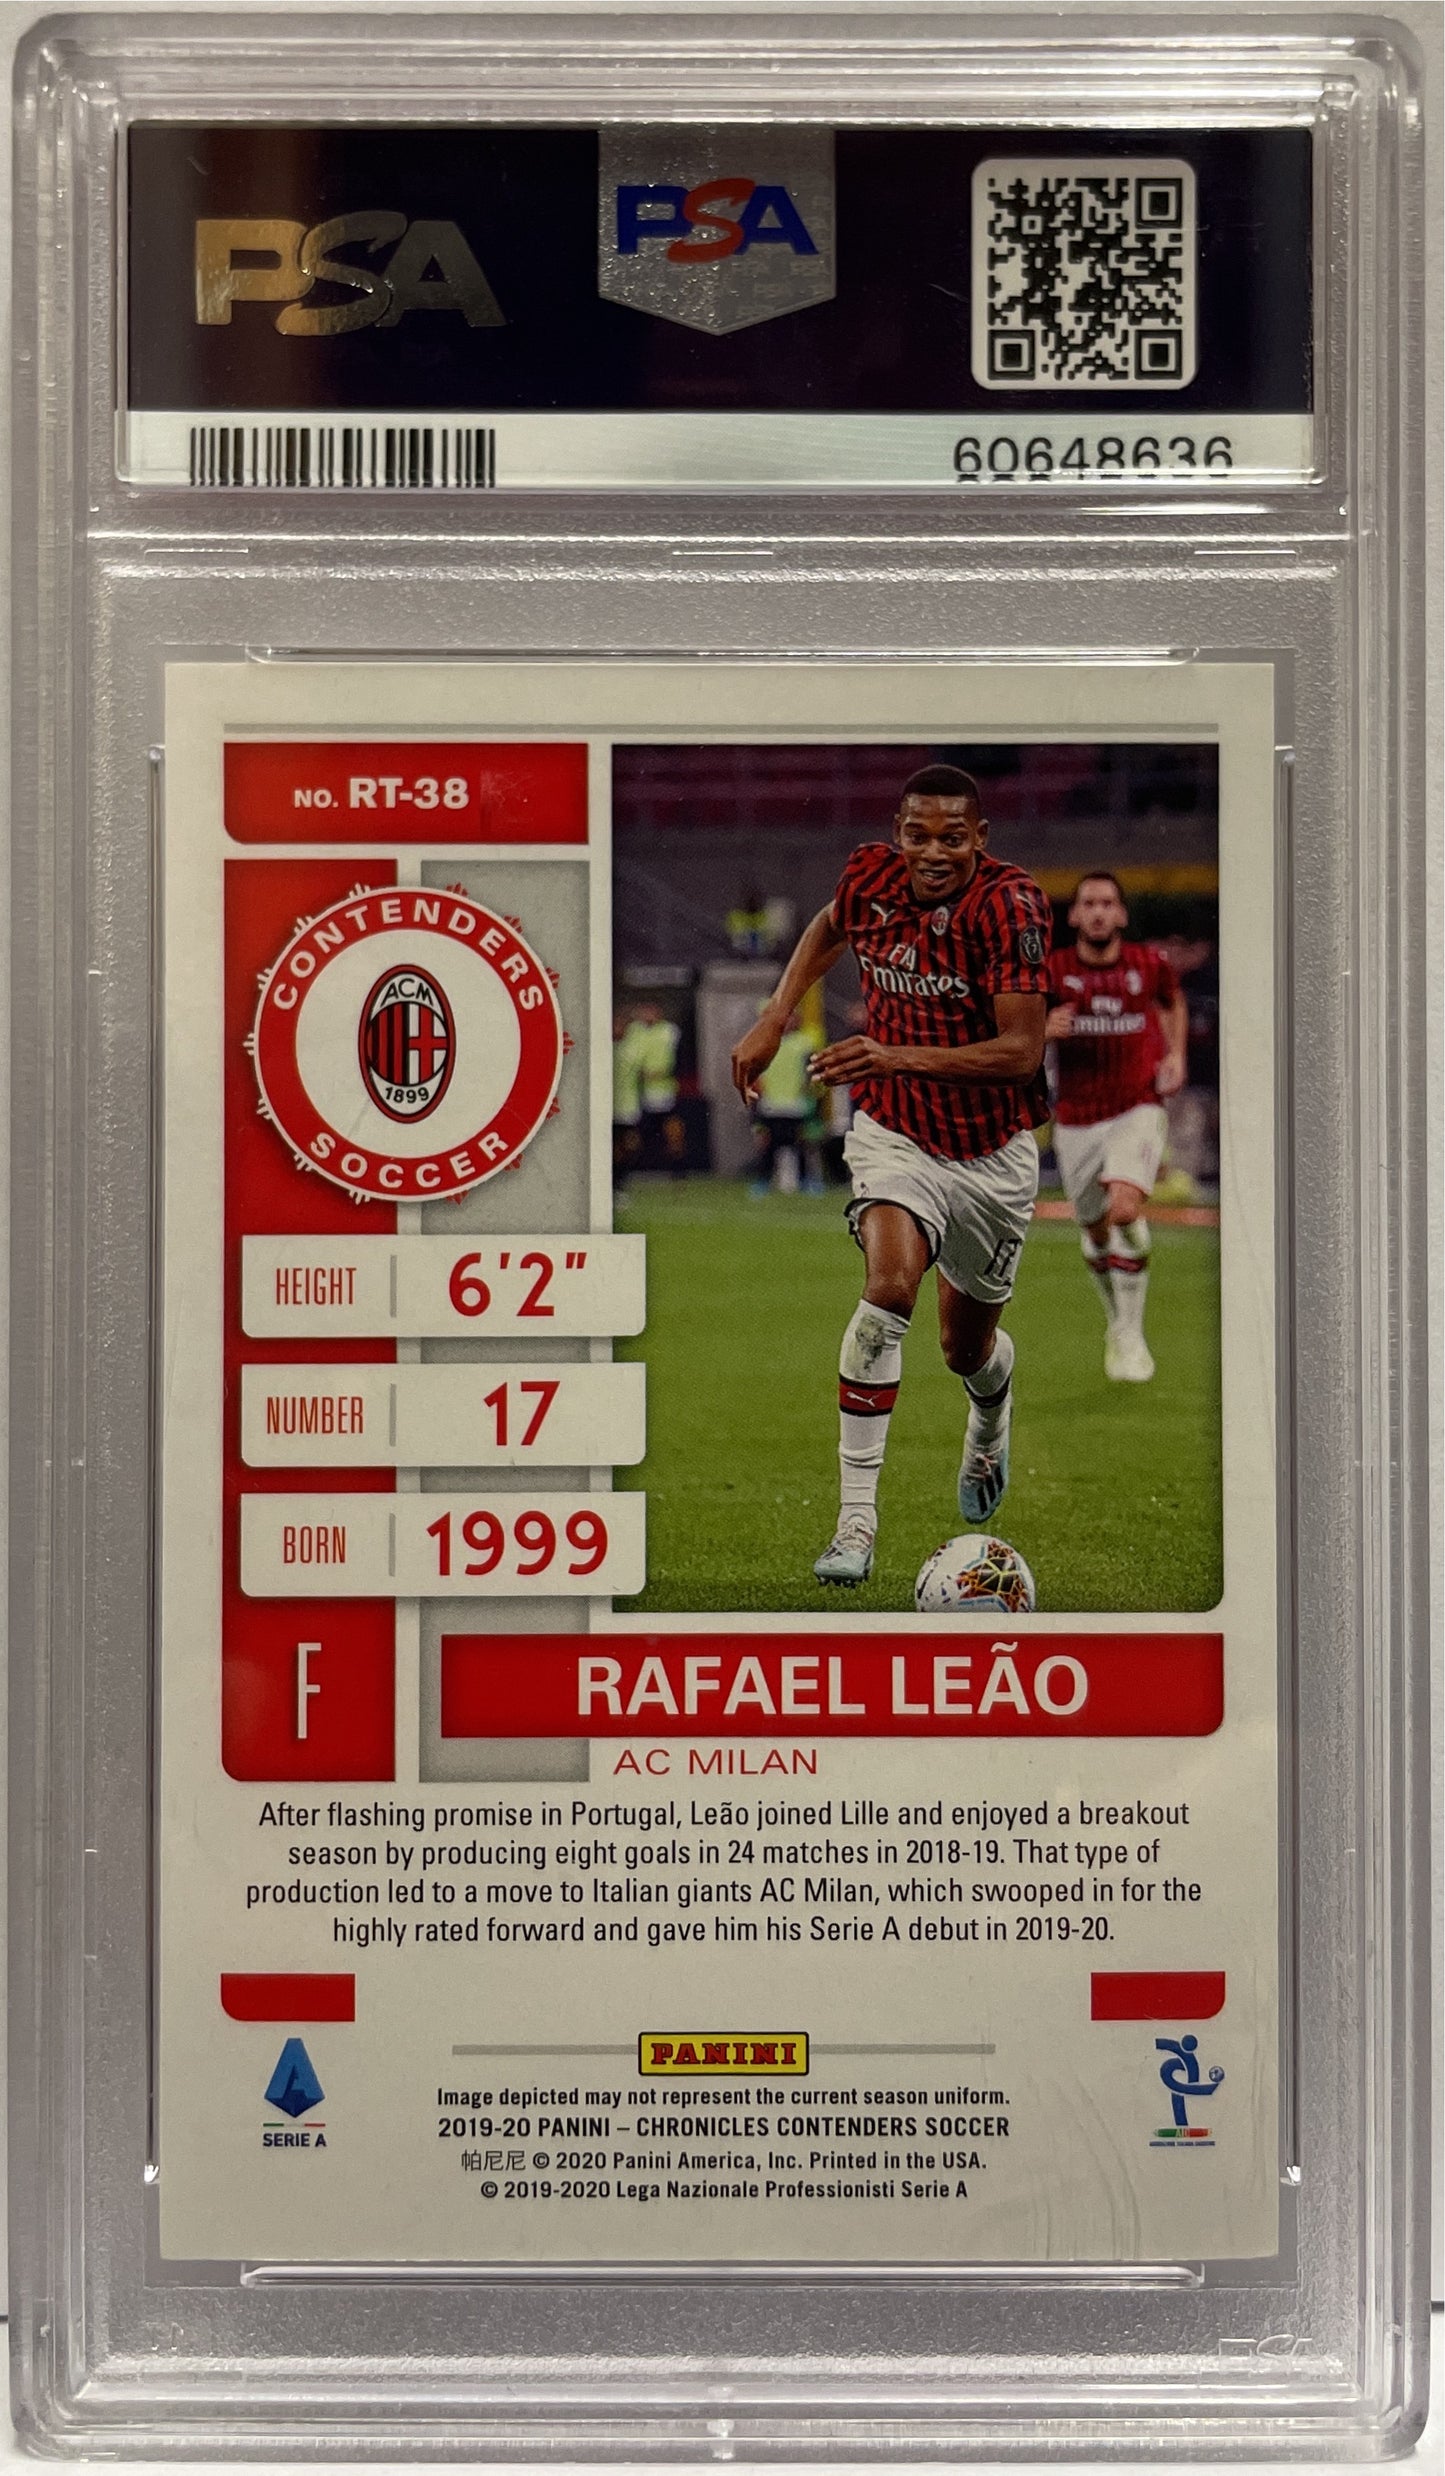 PSA
PSA
60648636
NO. RT-38
CONTENDERS
ACM
1899
SOCCER
FLY
Emirates
HEIGHT 6'2"
NUMBER 17
BORN 1999
17
F
RAFAEL LEÃO
AC MILAN
After flashing promise in Portugal, Leão joined Lille and enjoyed a breakout
season by producing eight goals in 24 matches in 2018-19. That type of
production led to a move to Italian giants AC Milan, which swooped in for the
highly rated forward and gave him his Serie A debut in 2019-20.
PANINI
SERIE A
Image depicted may not represent the current season uniform.
2019-20 PANINI – CHRONICLES CONTENDERS SOCCER
帕尼尼 © 2020 Panini America, Inc. Printed in the USA.
© 2019-2020 Lega Nazionale Professionisti Serie A
AIC
PSA